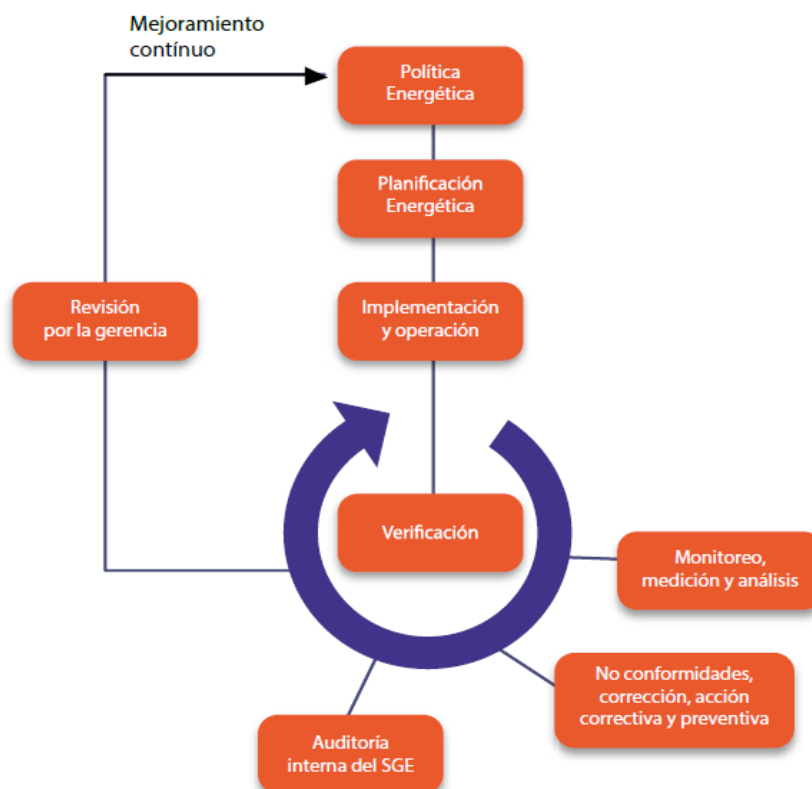 Mejoramiento
contínuo
Política
Energética
Planificación
Energética
Revisión
por la gerencia
Implementación
y operación
Verificación
Monitoreo,
medición y análisis
No conformidades,
corrección, acción
correctiva y preventiva
Auditoría
interna del SGE